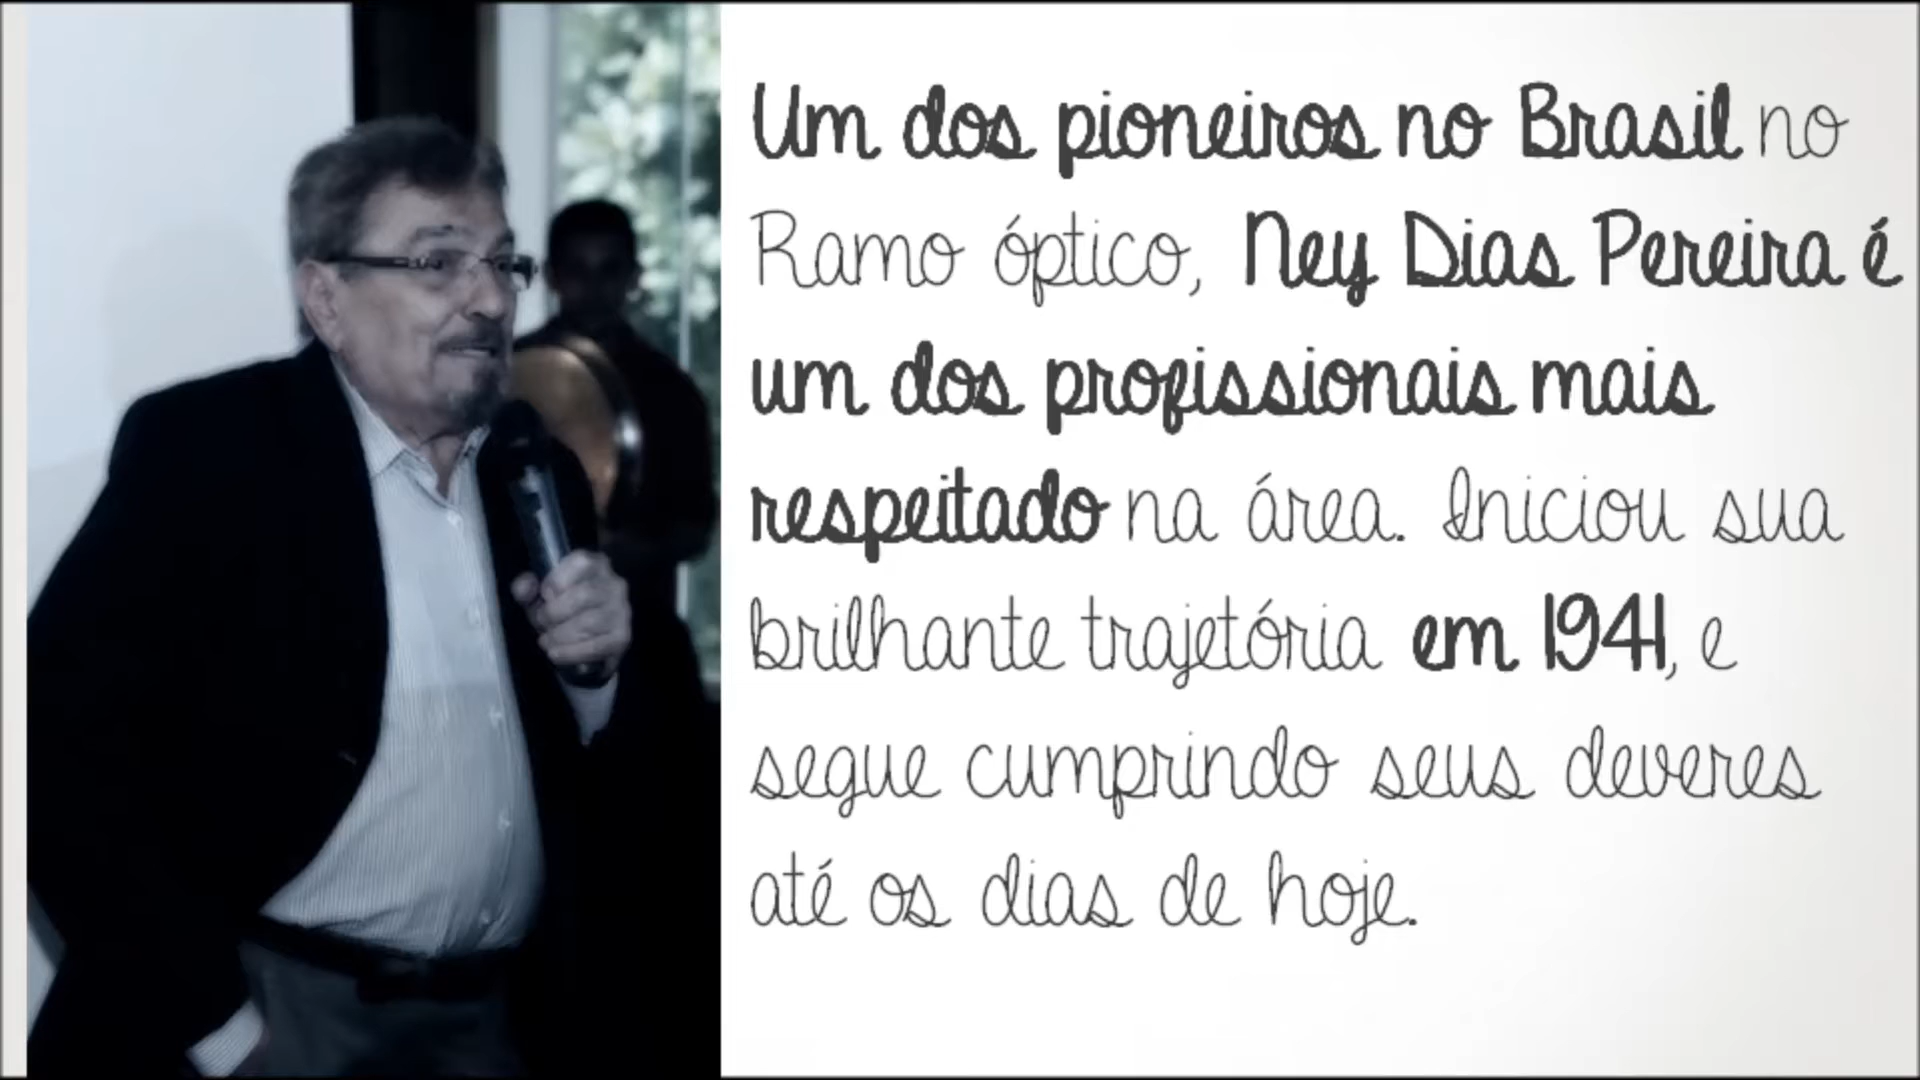 Um dos pioneiros no Brasil no
Ramo óptico, Ney Dias Pereira é
um dos profissionais mais
respeitado na área. Iniciou sua
brilhante trajetória em 1941, e
segue cumprindo seus deveres
até os dias de hoje.